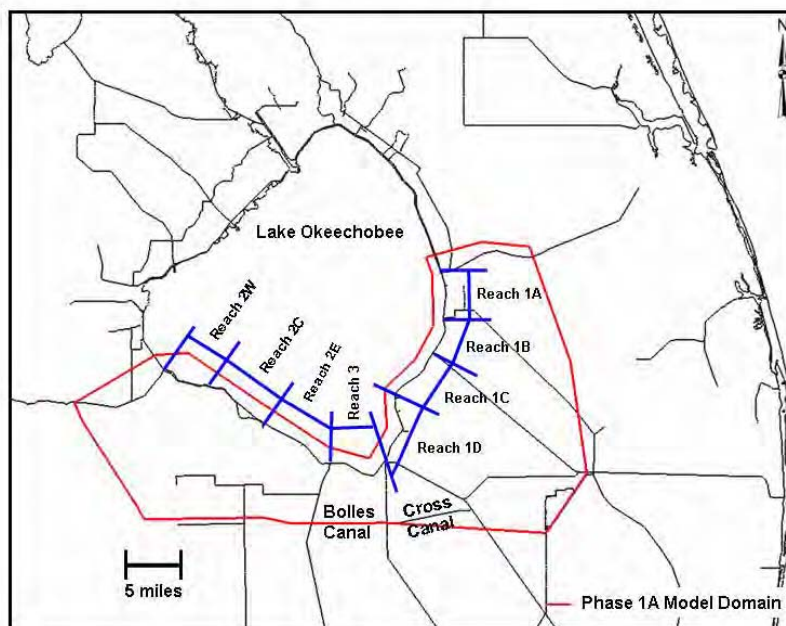 N
Lake Okeechobee
Reach 1A
Reach 2W
Reach 2C
Reach 2E
Reach 3
Reach 1B
Reach 1C
Reach 1D
Bolles
Canal
Cross
Canal
5 miles
Phase 1A Model Domain